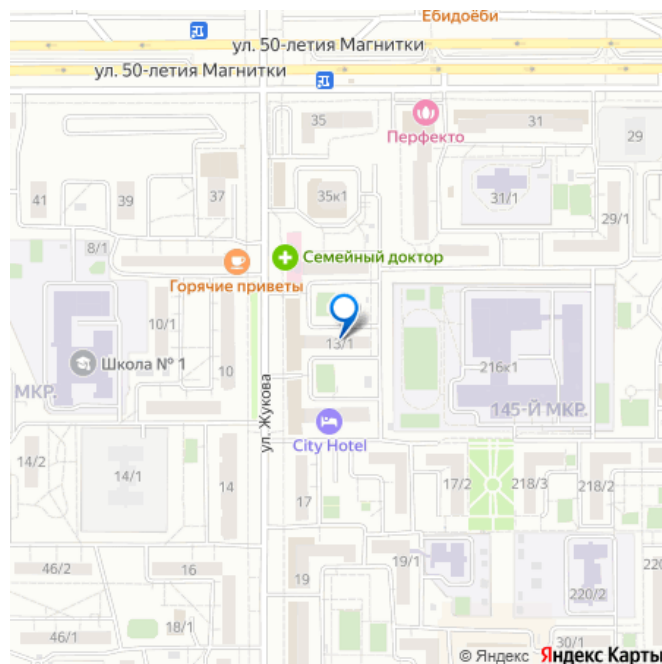 Ебидоёби
ул. 50-летия Магнитки
ул. 50-летия Магнитки
35
31
29
Перфекто
41
39
37
35к1
31/1
29/1
8/1
Семейный доктор
Горячие приветы
10/1
13/1
Школа № 1
10
216к1
МКР.
ул. Жукова
145-Й МКР.
City Hotel
14/2
14/1
14
17
17/2
218/3
218/2
46/2
16
19
19/1
220/2
220
18/1
46/1
30/1
© Яндекс Яндекс Карты